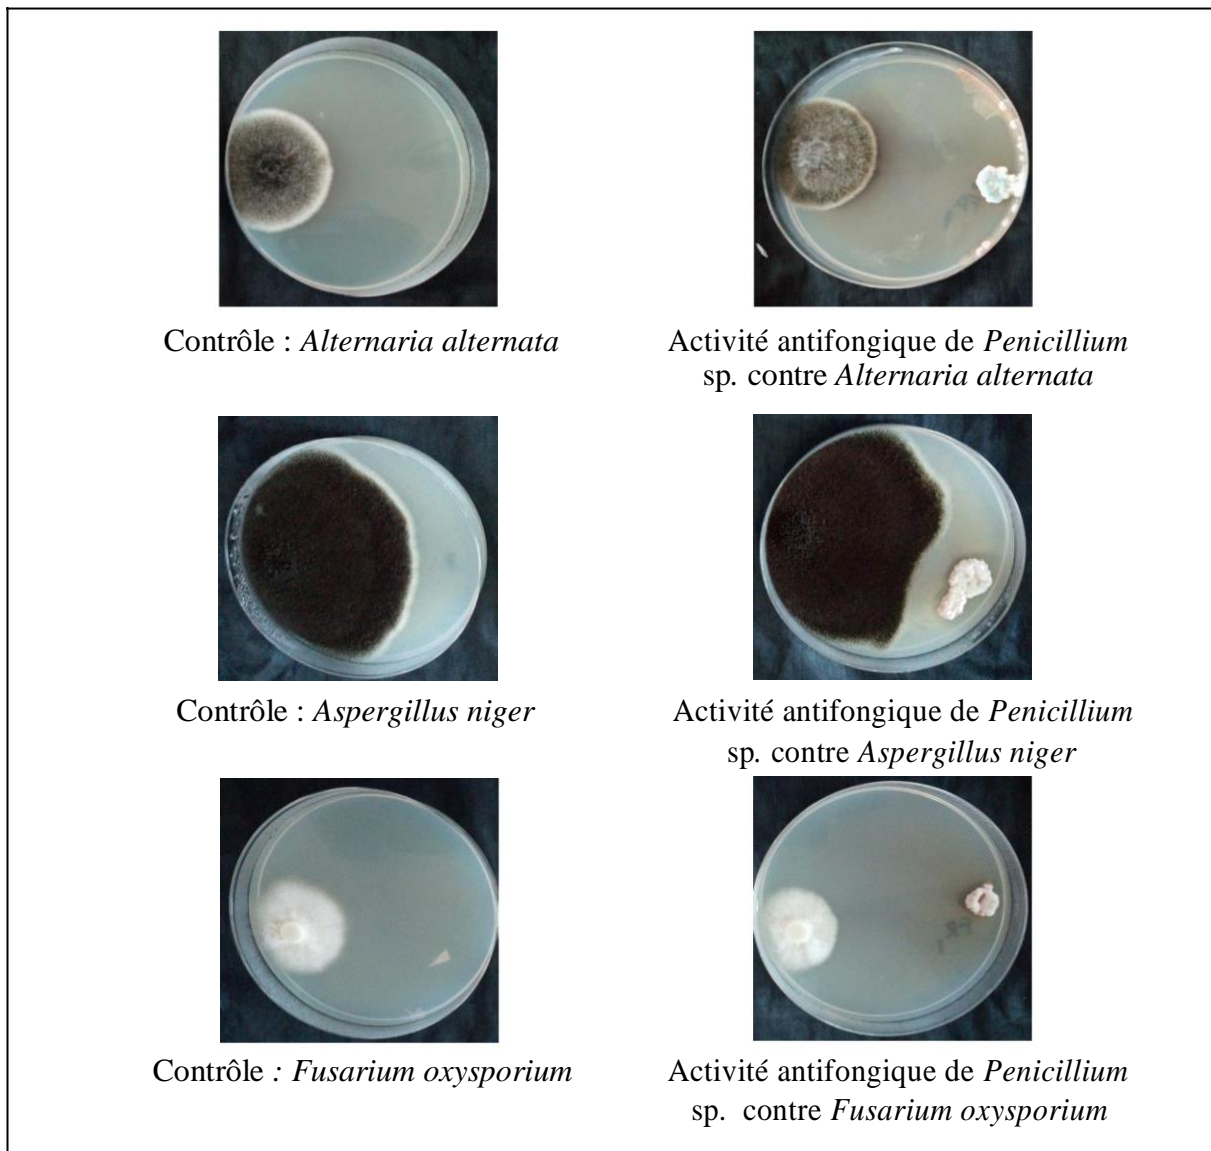 Contrôle : Alternaria alternata
Activité antifongique de Penicillium
sp. contre Alternaria alternata
Contrôle : Aspergillus niger
Activité antifongique de Penicillium
sp. contre Aspergillus niger
Contrôle : Fusarium oxysporium
Activité antifongique de Penicillium
sp. contre Fusarium oxysporium